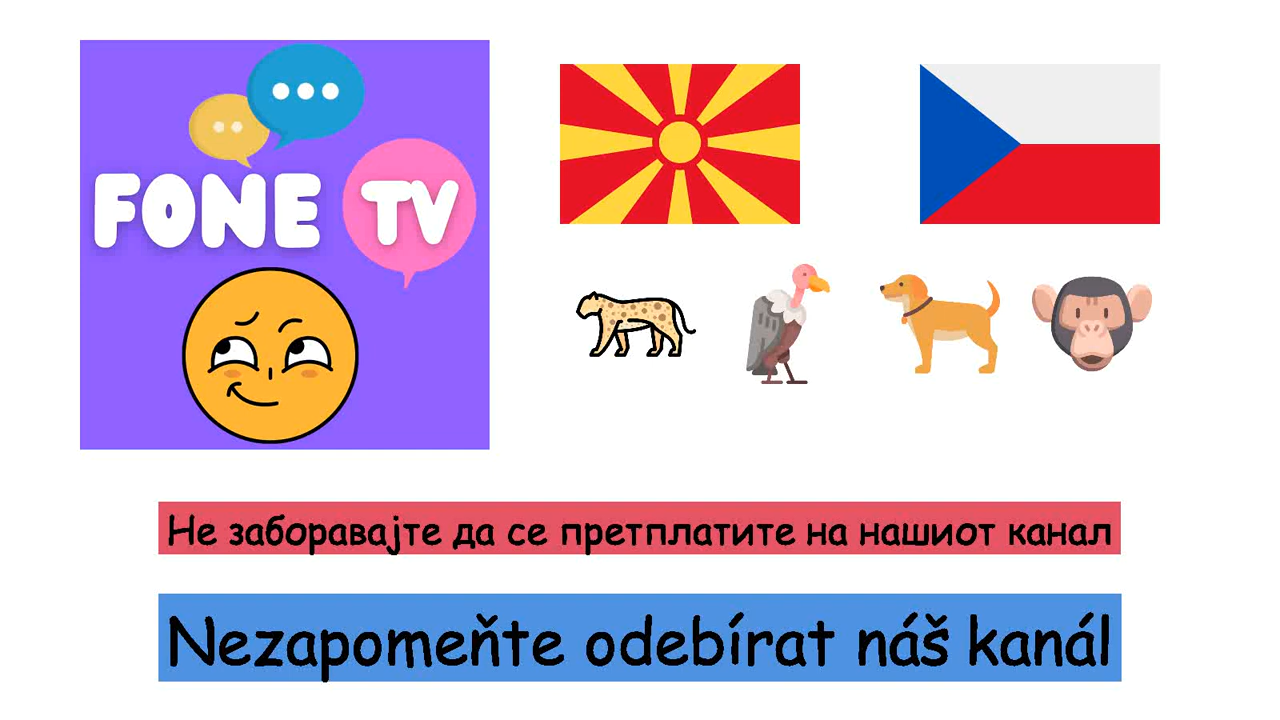 FONE TV
Не заборавајте да се претплатите на нашиот канал
Nezapomeňte odebírat náš kanál